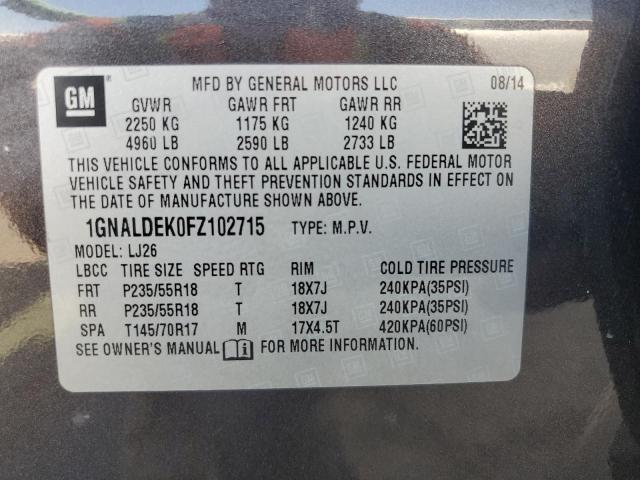 GM ®
MFD BY GENERAL MOTORS LLC 08/14
GVWR GAWR FRT GAWR RR
2250 KG 1175 KG 1240 KG
4960 LB 2590 LB 2733 LB
THIS VEHICLE CONFORMS TO ALL APPLICABLE U.S. FEDERAL MOTOR
VEHICLE SAFETY AND THEFT PREVENTION STANDARDS IN EFFECT ON
THE DATE OF MANUFACTURE SHOWN ABOVE.
1GNALDEK0FZ102715 TYPE: M.P.V.
MODEL: LJ26
LBCC TIRE SIZE SPEED RTG RIM COLD TIRE PRESSURE
FRT P235/55R18 T 18X7J 240KPA(35PSI)
RR P235/55R18 T 18X7J 240KPA(35PSI)
SPA T145/70R17 M 17X4.5T 420KPA(60PSI)
SEE OWNER'S MANUAL FOR MORE INFORMATION.